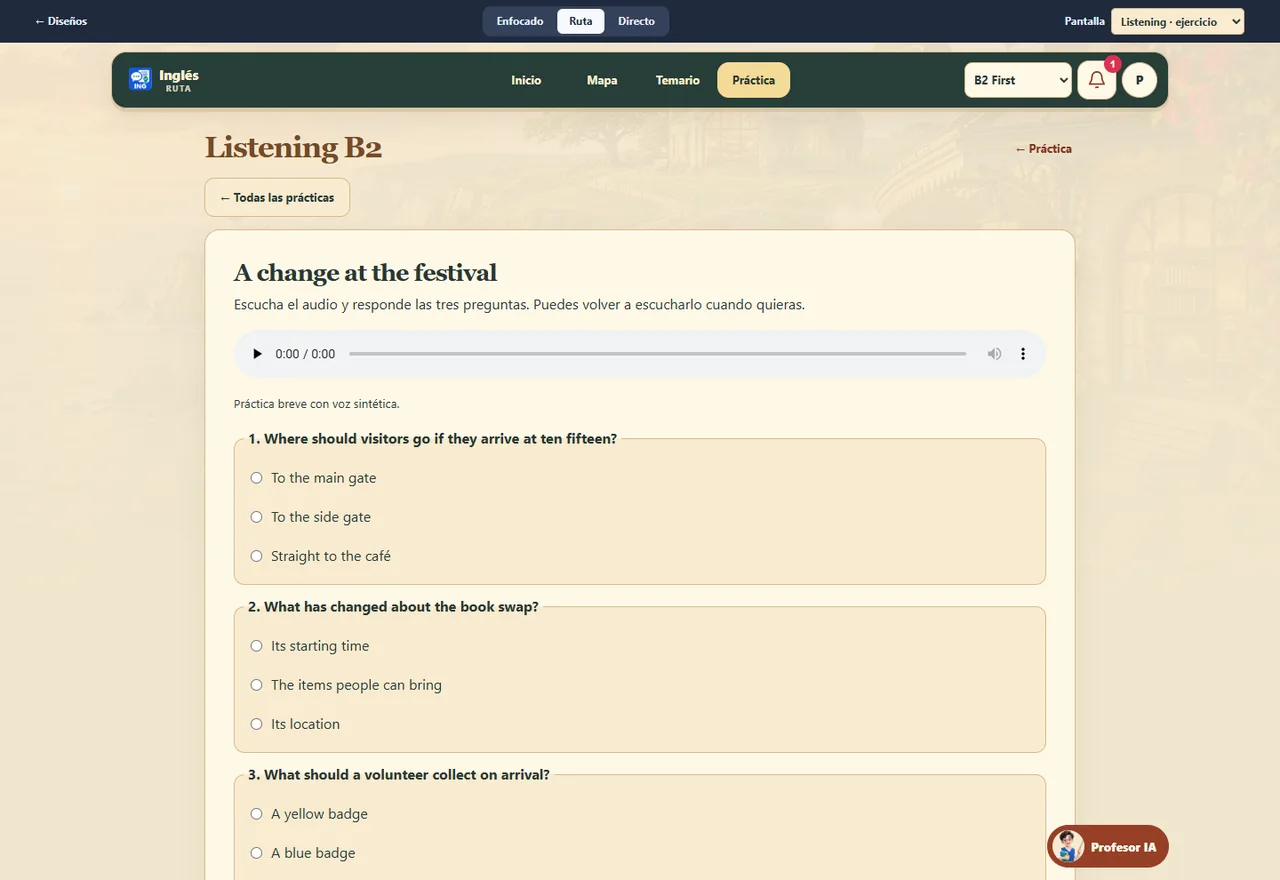 ← Diseños
Enfocado
Ruta
Directo
Pantalla
Listening · ejercicio
ING
Inglés
RUTA
Inicio
Mapa
Temario
Práctica
B2 First
1
P
Listening B2
← Práctica
← Todas las prácticas
A change at the festival
Escucha el audio y responde las tres preguntas. Puedes volver a escucharlo cuando quieras.
0:00 / 0:00
Práctica breve con voz sintética.
1. Where should visitors go if they arrive at ten fifteen?
To the main gate
To the side gate
Straight to the café
2. What has changed about the book swap?
Its starting time
The items people can bring
Its location
3. What should a volunteer collect on arrival?
A yellow badge
A blue badge
Profesor IA